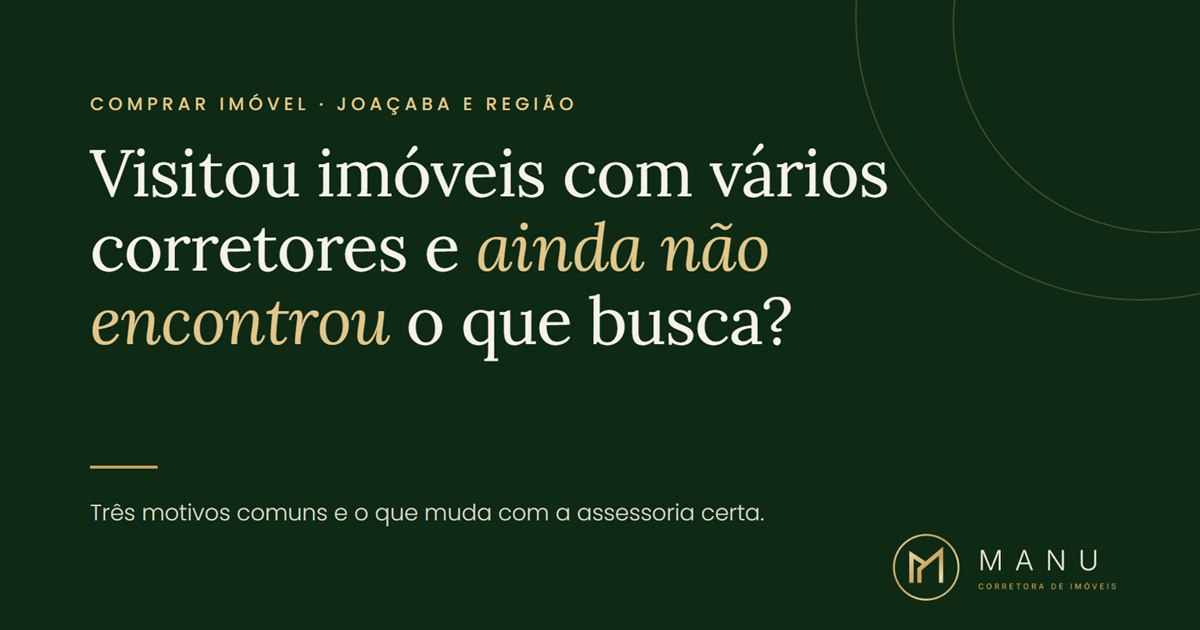 COMPRAR IMÓVEL · JOAÇABA E REGIÃO
Visitou imóveis com vários
corretores e ainda não
encontrou o que busca?
Três motivos comuns e o que muda com a assessoria certa.
MANU
CORRETORA DE IMÓVEIS